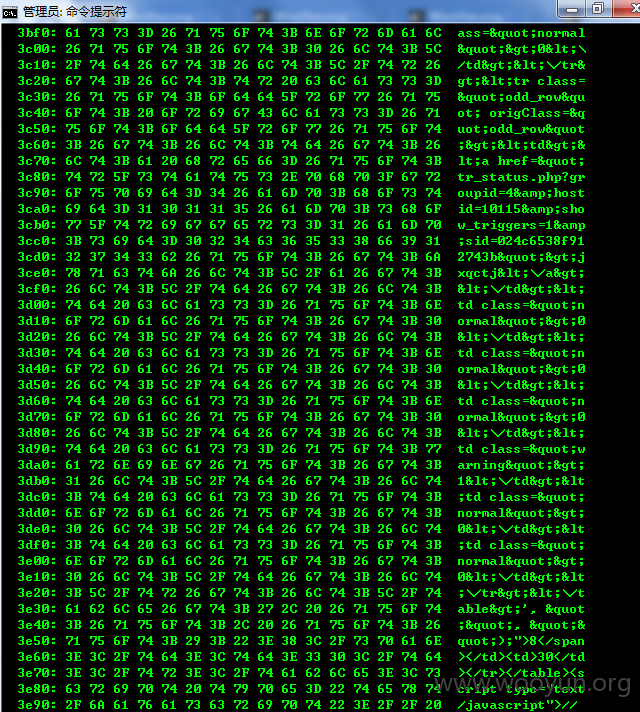 管理员: 命令提示符
3bf0: 61 73 73 3D 26 71 75 6F 74 3B 6E 6F 72 6D 61 6C ass=&quot;normal
3c00: 26 71 75 6F 74 3B 26 67 74 3B 30 26 6C 74 3B 5C &quot;&gt;0&lt;\
3c10: 2F 74 64 26 67 74 3B 26 6C 74 3B 5C 2F 74 72 26 /td&gt;&lt;\/tr&
3c20: 67 74 3B 26 6C 74 3B 74 72 20 63 6C 61 73 73 3D gt;&lt;tr class=
3c30: 26 71 75 6F 74 3B 6F 64 64 5F 72 6F 77 26 71 75 &quot;odd_row&qu
3c40: 6F 74 3B 20 6F 72 69 67 43 6C 61 73 73 3D 26 71 ot; origClass=&q
3c50: 75 6F 74 3B 6F 64 64 5F 72 6F 77 26 71 75 6F 74 uot;odd_row&quot
3c60: 3B 26 67 74 3B 26 6C 74 3B 74 64 26 67 74 3B 26 ;&gt;&lt;td&gt;&
3c70: 6C 74 3B 61 20 68 72 65 66 3D 26 71 75 6F 74 3B lt;a href=&quot;
3c80: 74 72 5F 73 74 61 74 75 73 2E 70 68 70 3F 67 72 tr_status.php?gr
3c90: 6F 75 70 69 64 3D 34 26 61 6D 70 3B 68 6F 73 74 oupid=4&amp;host
3ca0: 69 64 3D 31 30 31 31 35 26 61 6D 70 3B 73 68 6F id=10115&amp;sho
3cb0: 77 5F 74 72 69 67 67 65 72 73 3D 31 26 61 6D 70 w_triggers=1&amp
3cc0: 3B 73 69 64 3D 30 32 34 63 36 35 33 38 66 39 31 ;sid=024c6538f91
3cd0: 32 37 34 33 62 26 71 75 6F 74 3B 26 67 74 3B 6A 2743b&quot;&gt;j
3ce0: 78 71 63 74 6A 26 6C 74 3B 5C 2F 61 26 67 74 3B xqctj&lt;\/a&gt;
3cf0: 26 6C 74 3B 5C 2F 74 64 26 67 74 3B 26 6C 74 3B &lt;\/td&gt;&lt;
3d00: 74 64 20 63 6C 61 73 73 3D 26 71 75 6F 74 3B 6E td class=&quot;n
3d10: 6F 72 6D 61 6C 26 71 75 6F 74 3B 26 67 74 3B 30 ormal&quot;&gt;0
3d20: 26 6C 74 3B 5C 2F 74 64 26 67 74 3B 26 6C 74 3B &lt;\/td&gt;&lt;
3d30: 74 64 20 63 6C 61 73 73 3D 26 71 75 6F 74 3B 6E td class=&quot;n
3d40: 6F 72 6D 61 6C 26 71 75 6F 74 3B 26 67 74 3B 30 ormal&quot;&gt;0
3d50: 26 6C 74 3B 5C 2F 74 64 26 67 74 3B 26 6C 74 3B &lt;\/td&gt;&lt;
3d60: 74 64 20 63 6C 61 73 73 3D 26 71 75 6F 74 3B 6E td class=&quot;n
3d70: 6F 72 6D 61 6C 26 71 75 6F 74 3B 26 67 74 3B 30 ormal&quot;&gt;0
3d80: 26 6C 74 3B 5C 2F 74 64 26 67 74 3B 26 6C 74 3B &lt;\/td&gt;&lt;
3d90: 74 64 20 63 6C 61 73 73 3D 26 71 75 6F 74 3B 77 td class=&quot;w
3da0: 61 72 6E 69 6E 67 26 71 75 6F 74 3B 26 67 74 3B arning&quot;&gt;
3db0: 31 26 6C 74 3B 5C 2F 74 64 26 67 74 3B 26 6C 74 1&lt;\/td&gt;&lt
3dc0: 3B 74 64 20 63 6C 61 73 73 3D 26 71 75 6F 74 3B ;td class=&quot;
3dd0: 6E 6F 72 6D 61 6C 26 71 75 6F 74 3B 26 67 74 3B normal&quot;&gt;
3de0: 30 26 6C 74 3B 5C 2F 74 64 26 67 74 3B 26 6C 74 0&lt;\/td&gt;&lt
3df0: 3B 74 64 20 63 6C 61 73 73 3D 26 71 75 6F 74 3B ;td class=&quot;
3e00: 6E 6F 72 6D 61 6C 26 71 75 6F 74 3B 26 67 74 3B normal&quot;&gt;
3e10: 30 26 6C 74 3B 5C 2F 74 64 26 67 74 3B 26 6C 74 0&lt;\/td&gt;&lt
3e20: 3B 5C 2F 74 72 26 67 74 3B 26 6C 74 3B 5C 2F 74 ;\/tr&gt;&lt;\/t
3e30: 61 62 6C 65 26 67 74 3B 27 2C 20 26 71 75 6F 74 able&gt;', &quot
3e40: 3B 26 71 75 6F 74 3B 2C 20 26 71 75 6F 74 3B 26 ;&quot;, &quot;&
3e50: 71 75 6F 74 3B 29 3B 22 3E 38 3C 2F 73 70 61 6E quot;);">8</span
3e60: 3E 3C 2F 74 64 3E 3C 74 64 3E 33 30 3C 2F 74 64 ></td><td>30</td
3e70: 3E 3C 2F 74 72 3E 3C 2F 74 61 62 6C 65 3E 3C 73 ></tr></table><s
3e80: 63 72 69 70 74 20 74 79 70 65 3D 22 74 65 78 74 cript type="text
3e90: 2F 6A 61 76 61 73 63 72 69 70 74 22 3E 2F 2F 20 /javascript">//
www.wooyun.org